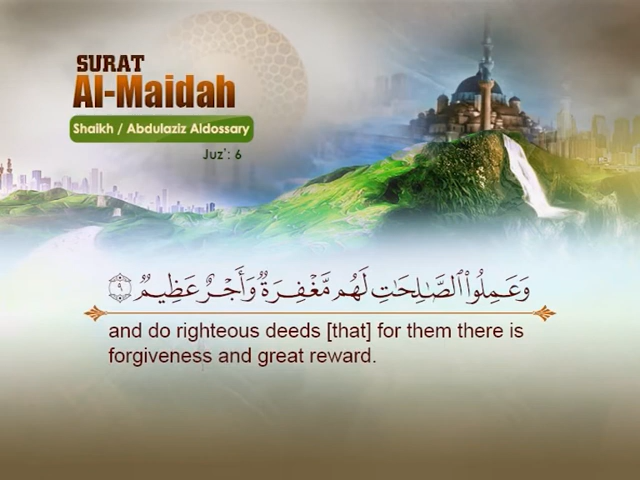 SURAT
Al-Maidah
Shaikh / Abdulaziz Aldossary
Juz': 6
وَعَمِلُوا۟ ٱلصَّـٰلِحَـٰتِ لَهُم مَّغْفِرَةٌ وَأَجْرٌ عَظِيمٌ ٩
and do righteous deeds [that] for them there is
forgiveness and great reward.